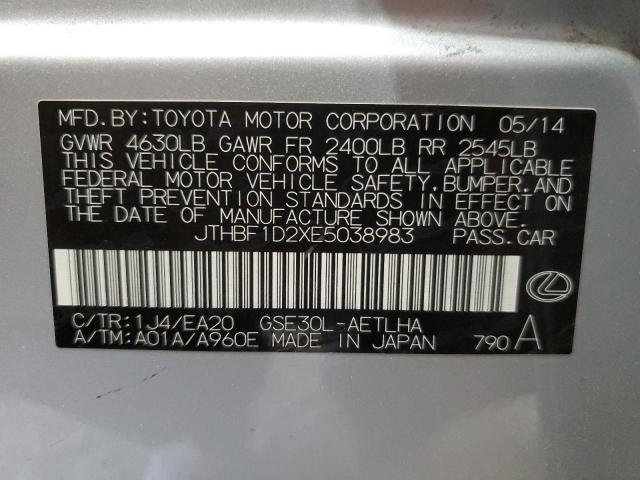 MFD. BY: TOYOTA MOTOR CORPORATION 05/14
GVWR 4630LB GAWR FR 2400LB RR 2545LB
THIS VEHICLE CONFORMS TO ALL APPLICABLE
FEDERAL MOTOR VEHICLE SAFETY, BUMPER, AND
THEFT PREVENTION STANDARDS IN EFFECT ON
THE DATE OF MANUFACTURE SHOWN ABOVE.
JTHBF1D2XE5038983 PASS. CAR
C/TR: 1J4/EA20 GSE30L-AETLHA
A/TM: A01A/A960E MADE IN JAPAN 790 A